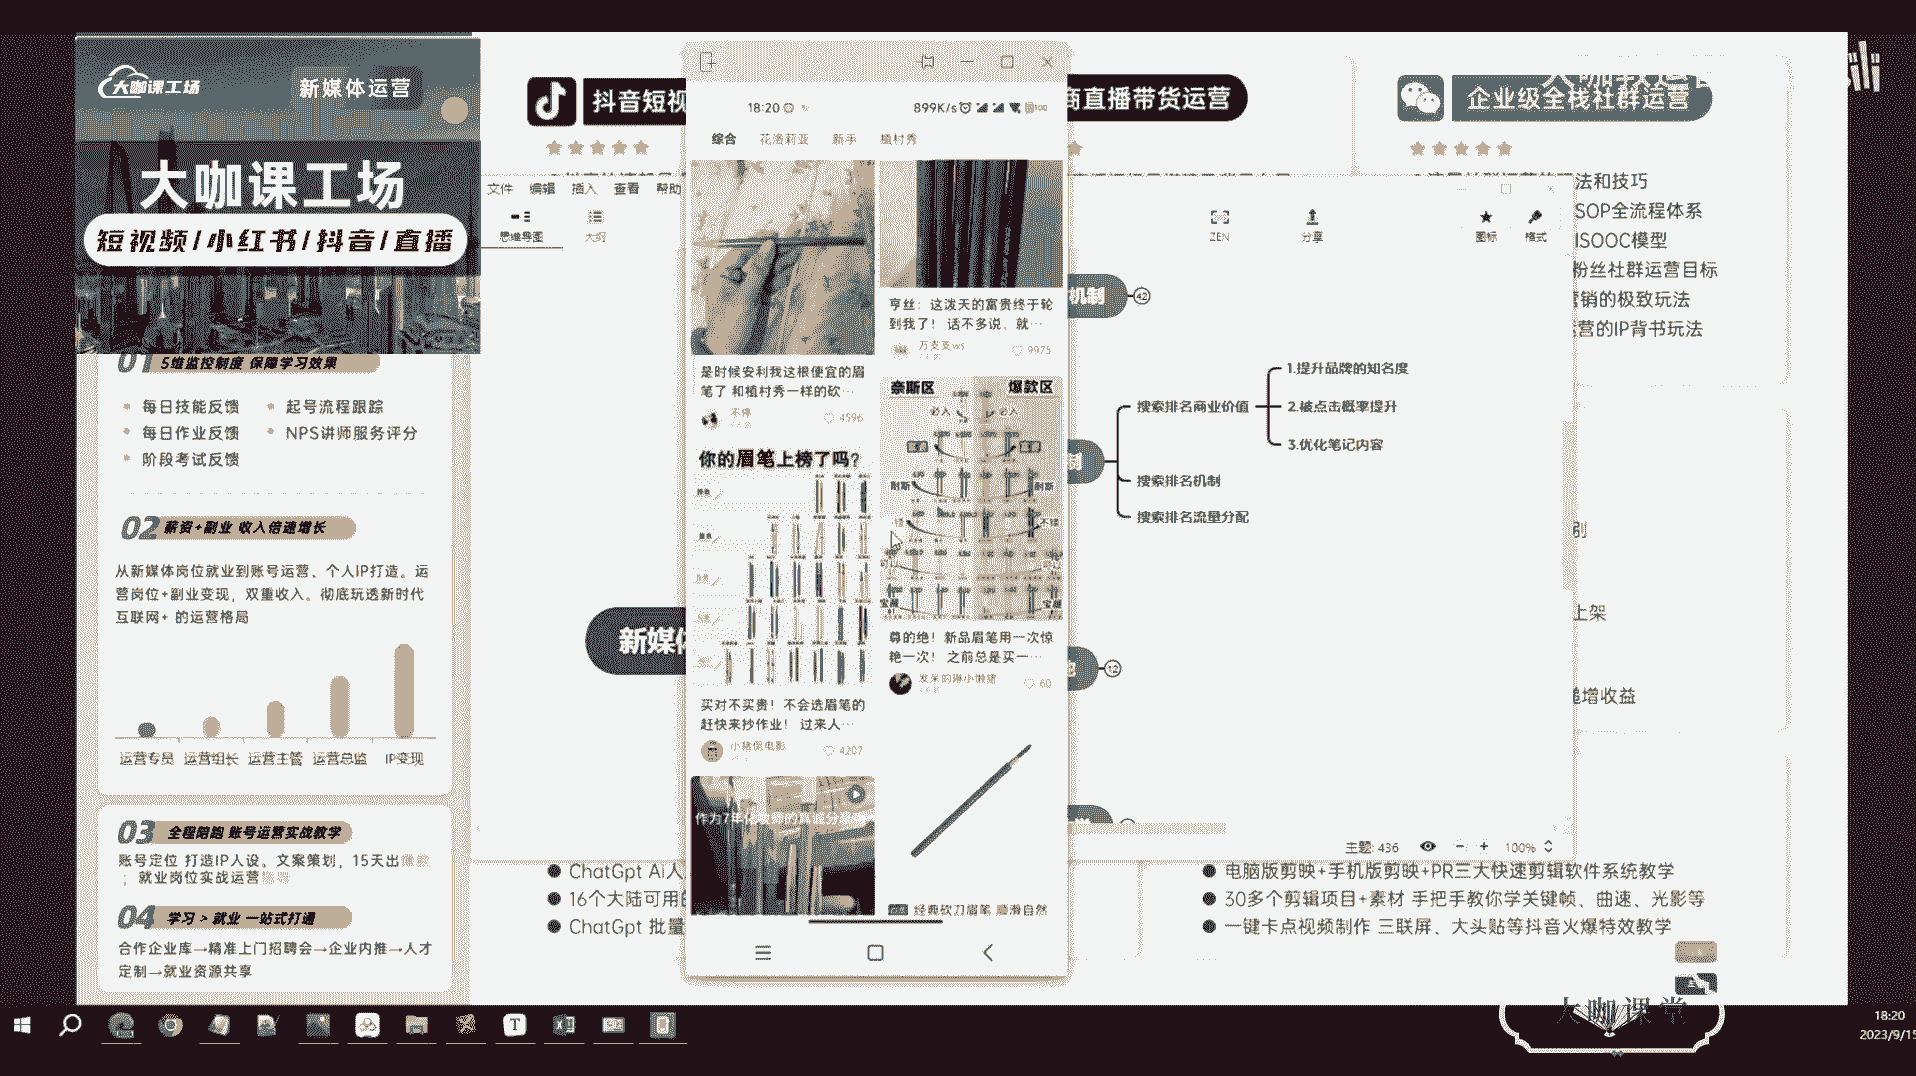 大咖课工场
新媒体运营
大咖课工场
短视频/小红书/抖音/直播
01 5维监控制度 保障学习效果
每日技能反馈
起号流程跟踪
每日作业反馈
NPS讲师服务评分
阶段考试反馈
02 薪资+副业 收入倍速增长
从新媒体岗位就业到账号运营、个人IP打造。运
营岗位+副业变现，双重收入。彻底玩透新时代
互联网+ 的运营格局
运营专员 运营组长 运营主管 运营总监 IP变现
03 全程陪跑 账号运营实战教学
账号定位 打造IP人设。文案策划，15天出爆款
；就业岗位实战运营
04 学习 > 就业 一站式打通
合作企业库→精准上门招聘会→企业内推→人才
定制→就业资源共享
抖音短视
商直播带货运营
企业级全栈社群运营
文件 编辑 插入 查看 帮助
思维导图
大纲
ZEN
分享
图标
格式
法和技巧
SOP全流程体系
ISOOC模型
粉丝社群运营目标
营销的极致玩法
运营的IP背书玩法
18:20
899K/s
100
综合 花洛莉亚 新手 植村秀
是时候安利我这根便宜的眉
笔了 和植村秀一样的砍…
不停
4596
亨丝：这泼天的富贵终于轮
到我了！ 话不多说，就…
万支支ws
9975
你的眉笔上榜了吗？
奈斯区
爆款区
必入
必入
耐斯
耐斯
宝藏
宝藏
买对不买贵！不会选眉笔的
赶快来抄作业！ 过来人…
4207
尊的绝！新品眉笔用一次惊
艳一次！ 之前总是买一…
发呆的琳小懒猪
60
经典砍刀眉笔 顺滑自然
机制
42
制
搜索排名商业价值
1.提升品牌的知名度
2.被点击概率提升
3.优化笔记内容
搜索排名机制
搜索排名流量分配
新媒体
12
主题: 436
100%
别
上架
递增收益
ChatGpt Ai人
16个大陆可用的
ChatGpt 批量
电脑版剪映+手机版剪映+PR三大快速剪辑软件系统教学
30多个剪辑项目+素材 手把手教你学关键帧、曲速、光影等
一键卡点视频制作 三联屏、大头贴等抖音火爆特效教学
大咖课堂
18:20
2023/9/15